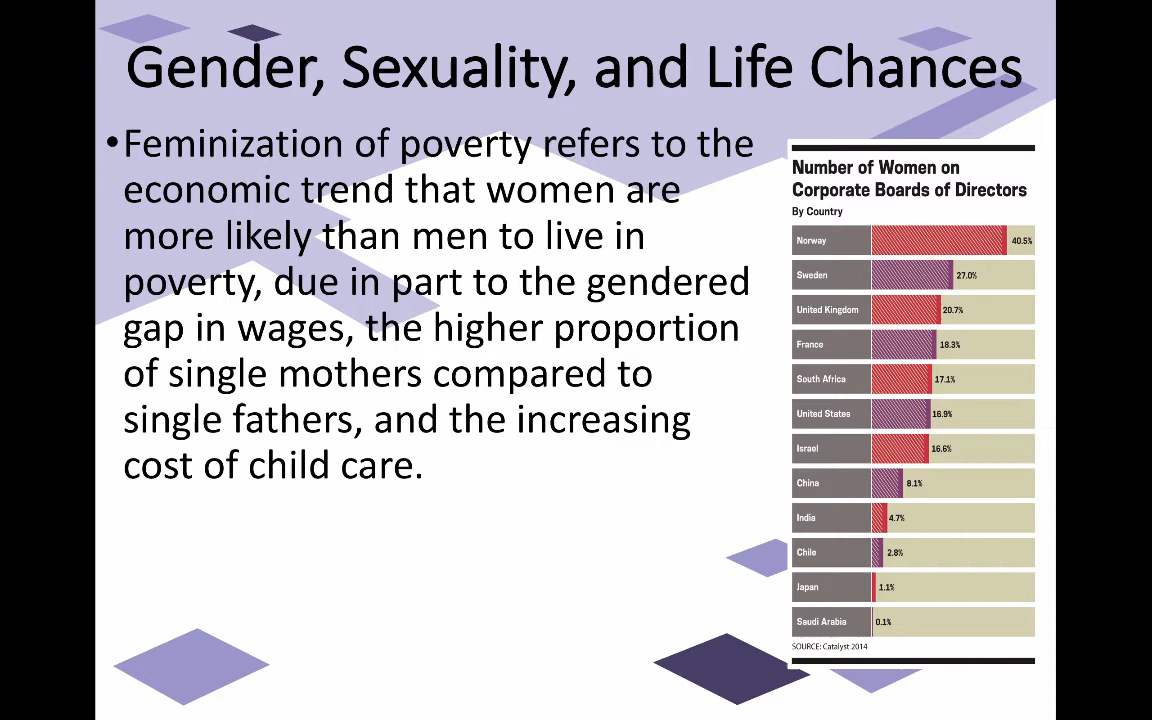 Gender, Sexuality, and Life Chances
•Feminization of poverty refers to the
economic trend that women are
more likely than men to live in
poverty, due in part to the gendered
gap in wages, the higher proportion
of single mothers compared to
single fathers, and the increasing
cost of child care.
Number of Women on
Corporate Boards of Directors
By Country
Norway 40.5%
Sweden 27.0%
United Kingdom 20.7%
France 18.3%
South Africa 17.1%
United States 16.9%
Israel 16.6%
China 8.1%
India 4.7%
Chile 2.8%
Japan 1.1%
Saudi Arabia 0.1%
SOURCE: Catalyst 2014